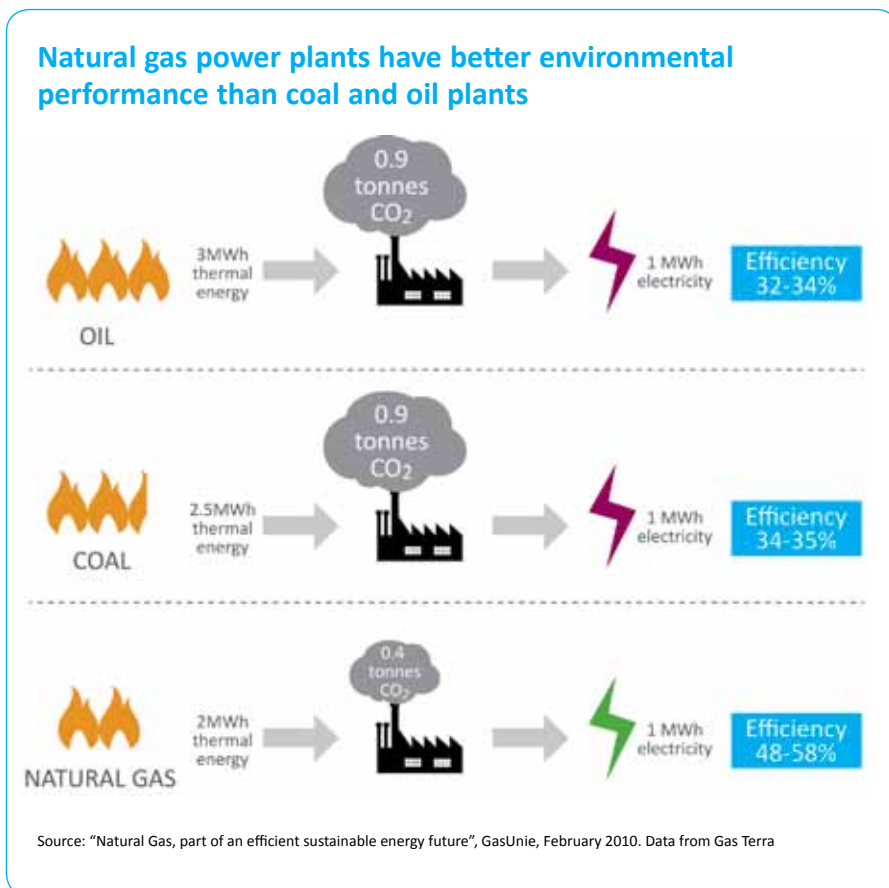 Natural gas power plants have better environmental
performance than coal and oil plants
0.9
tonnes
CO₂
3MWh
thermal
energy
1 MWh
electricity
Efficiency
32-34%
OIL
0.9
tonnes
CO₂
2.5MWh
thermal
energy
1 MWh
electricity
Efficiency
34-35%
COAL
0.4
tonnes
CO₂
2MWh
thermal
energy
1 MWh
electricity
Efficiency
48-58%
NATURAL GAS
Source: “Natural Gas, part of an efficient sustainable energy future”, GasUnie, February 2010. Data from Gas Terra